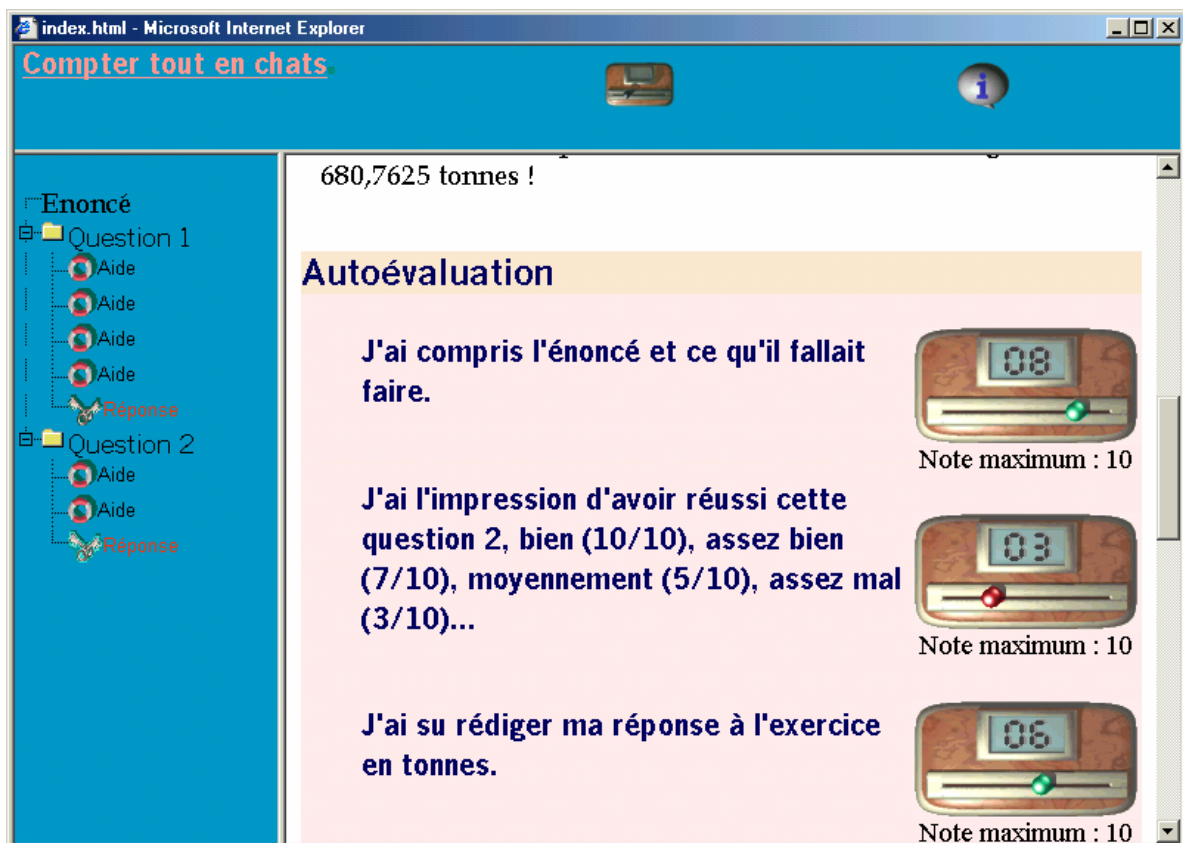 index.html - Microsoft Internet Explorer
Compter tout en chats.
680,7625 tonnes !
Enoncé
Question 1
Aide
Aide
Aide
Aide
Réponse
Question 2
Aide
Aide
Réponse
Autoévaluation
J'ai compris l'énoncé et ce qu'il fallait
faire.
08
Note maximum : 10
J'ai l'impression d'avoir réussi cette
question 2, bien (10/10), assez bien
(7/10), moyennement (5/10), assez mal
(3/10)...
03
Note maximum : 10
J'ai su rédiger ma réponse à l'exercice
en tonnes.
06
Note maximum : 10